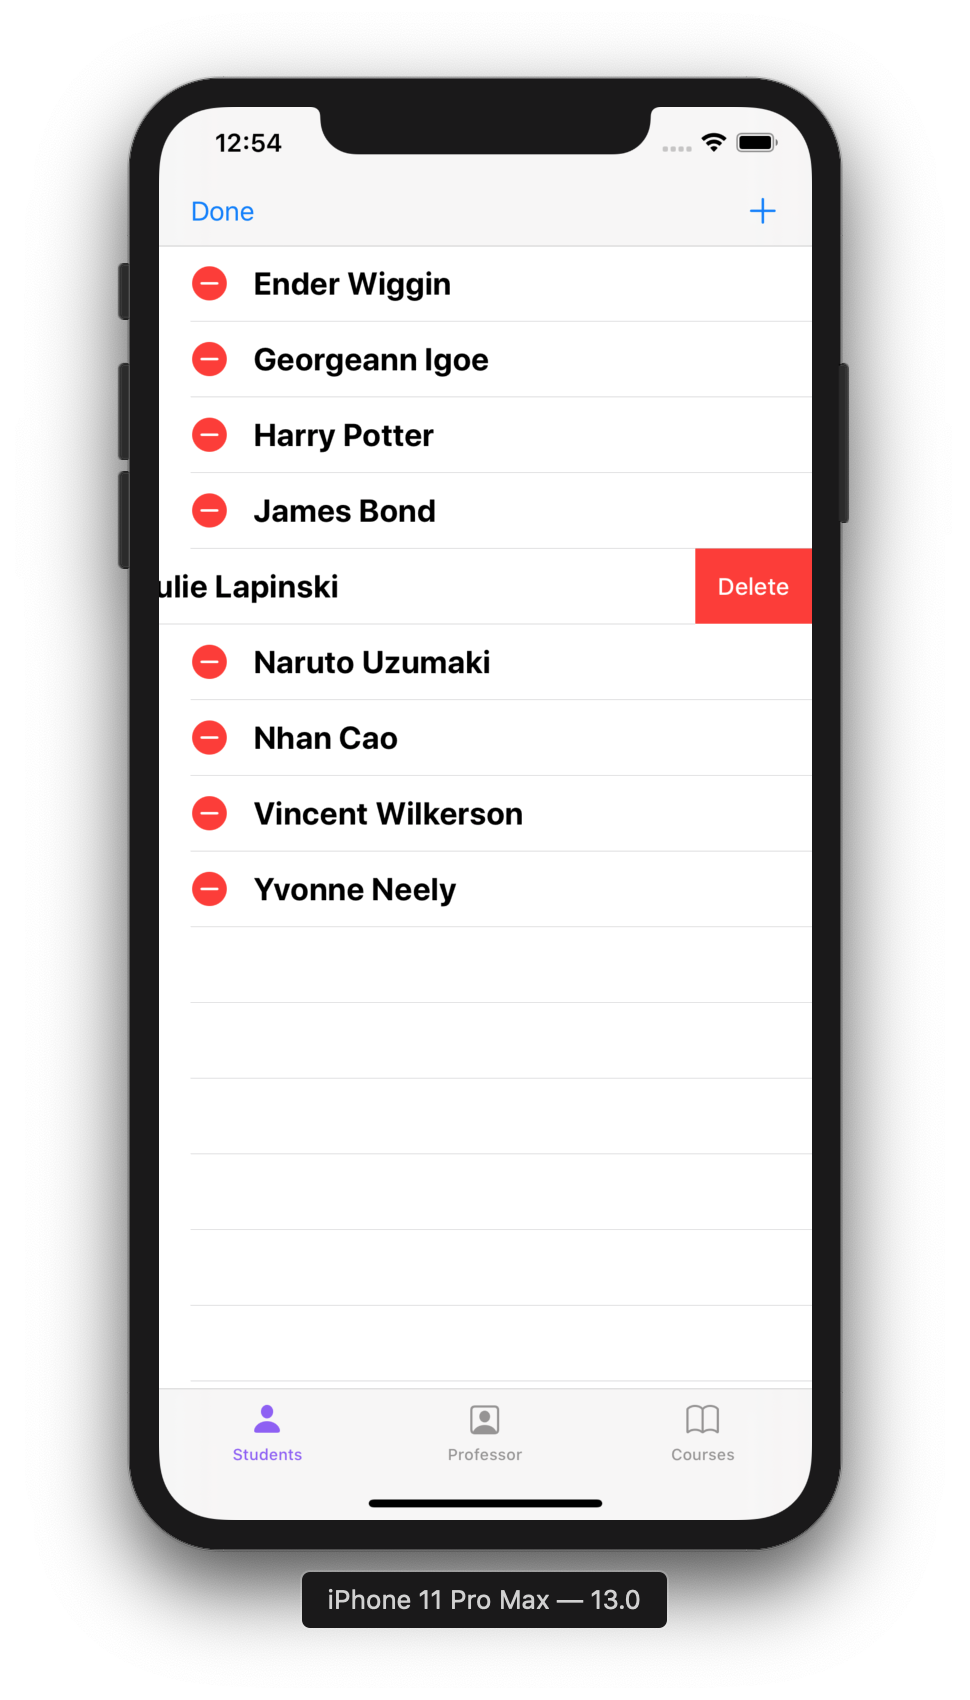 12:54
Done
Ender Wiggin
Georgeann Igoe
Harry Potter
James Bond
ulie Lapinski
Delete
Naruto Uzumaki
Nhan Cao
Vincent Wilkerson
Yvonne Neely
Students
Professor
Courses
iPhone 11 Pro Max — 13.0